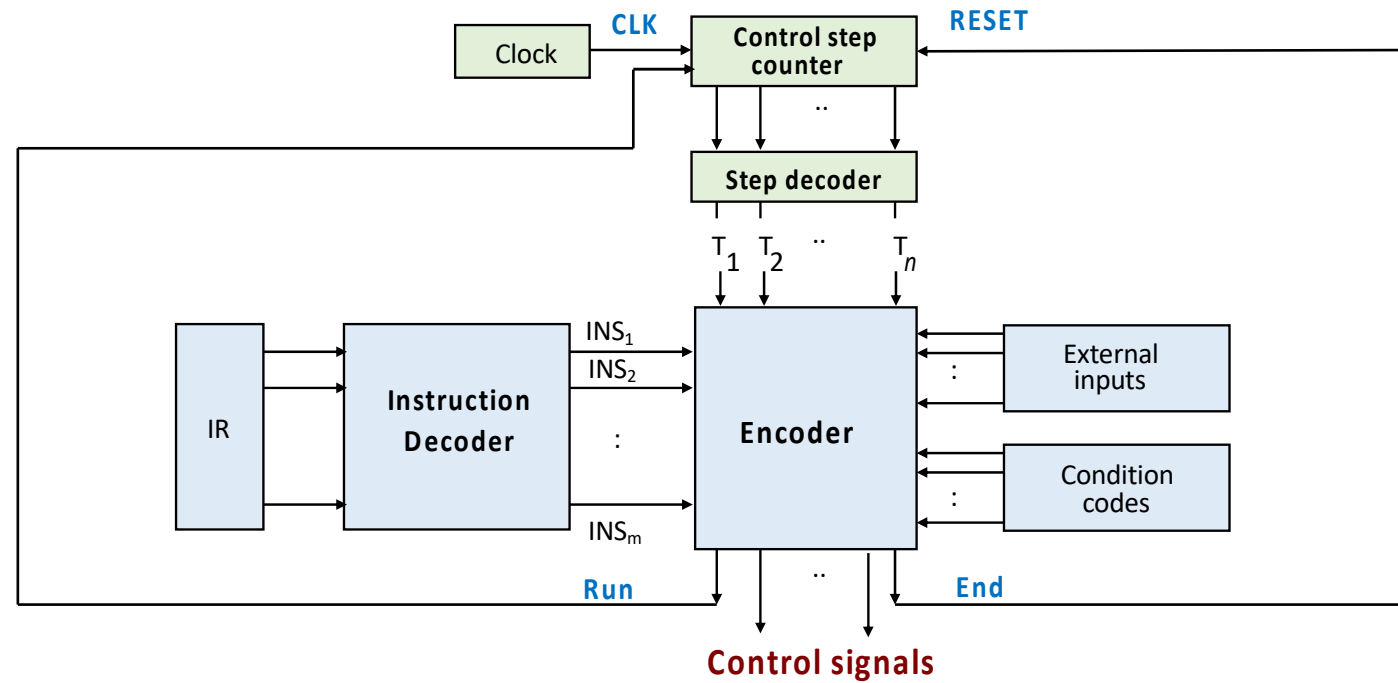 CLK
RESET
Clock
Control step
counter
..
Step decoder
T1 T2 .. Tn
INS1
INS2
:
INSm
IR
Instruction
Decoder
Encoder
:
External
inputs
:
Condition
codes
Run
..
End
Control signals